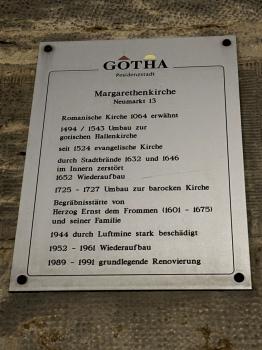 GOTHA
Residenzstadt
Margarethenkirche
Neumarkt 13
Romanische Kirche 1064 erwähnt
1494 / 1543 Umbau zur
gotischen Hallenkirche
seit 1524 evangelische Kirche
durch Stadtbrände 1632 und 1646
im Innern zerstört
1652 Wiederaufbau
1725 - 1727 Umbau zur barocken Kirche
Begräbnisstätte von
Herzog Ernst dem Frommen (1601 - 1675)
und seiner Familie
1944 durch Luftmine stark beschädigt
1952 - 1961 Wiederaufbau
1989 - 1991 grundlegende Renovierung